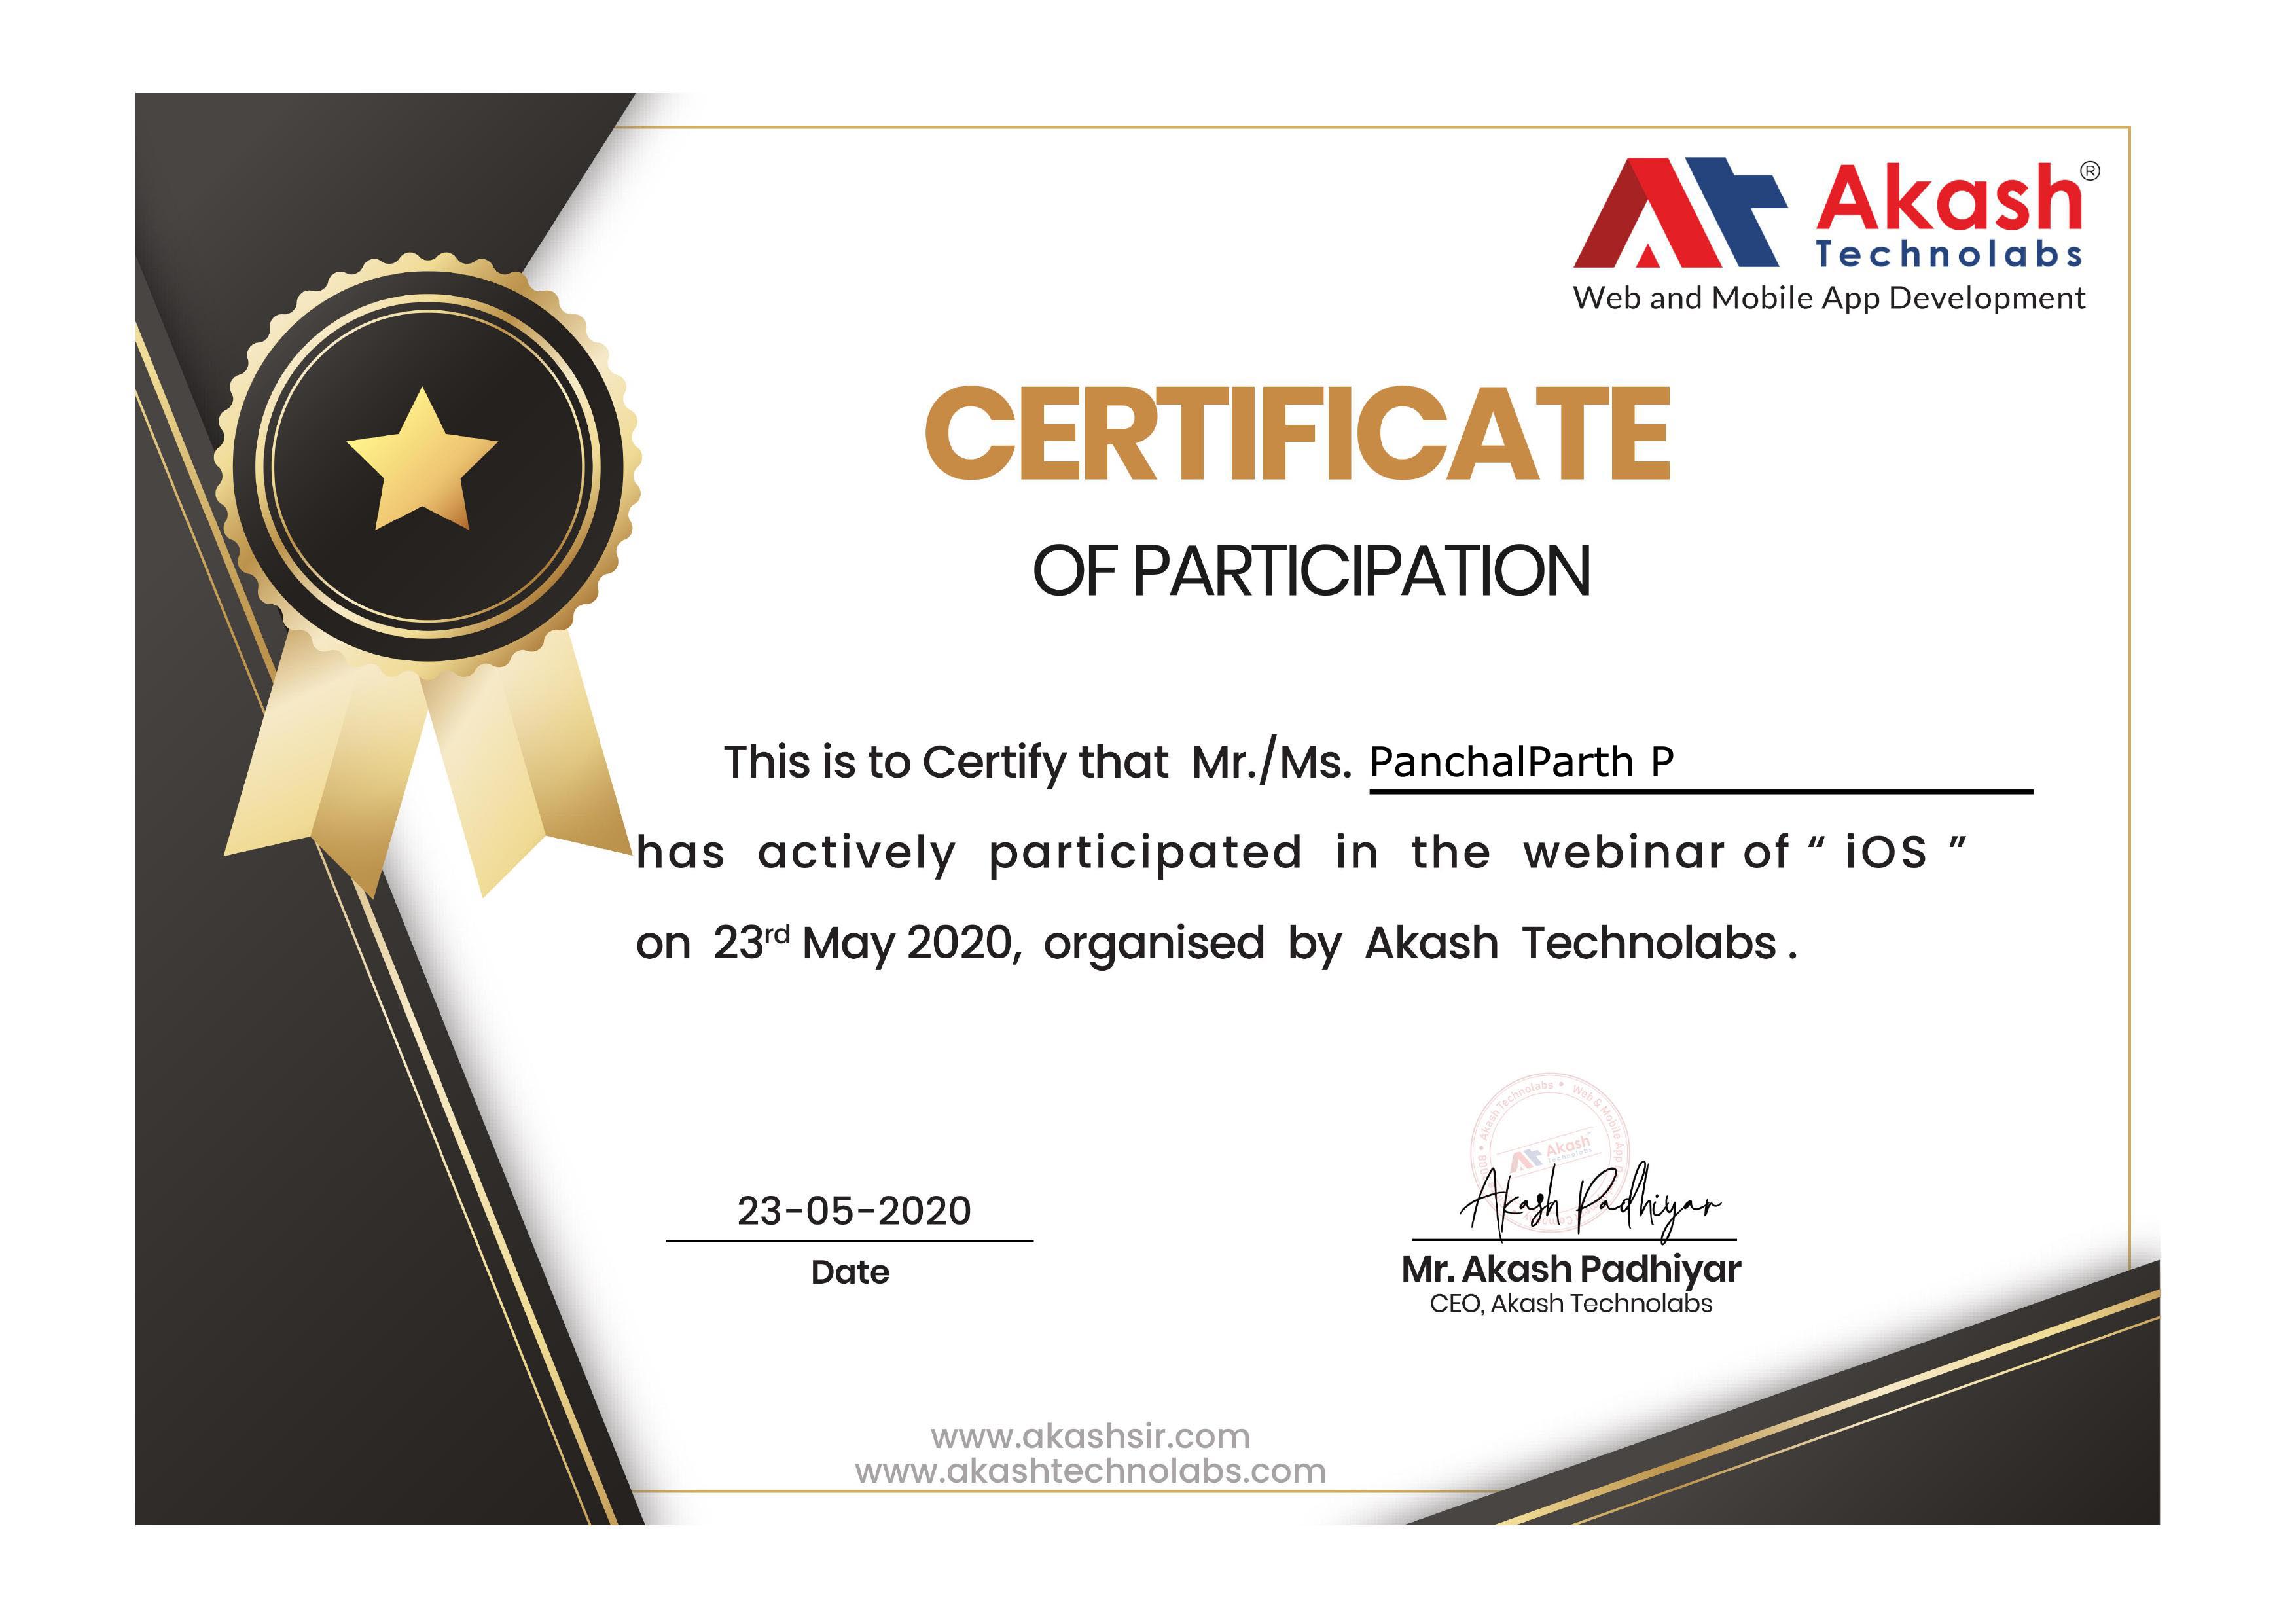 Akash®
Technolabs
Web and Mobile App Development
CERTIFICATE
OF PARTICIPATION
This is to Certify that Mr./Ms. PanchalParth P
has actively participated in the webinar of “ iOS ”
on 23rd May 2020, organised by Akash Technolabs .
Akash Technolabs • Web & Mobile App
Akash
Technolabs
23-05-2020
Akash Padhiyar
Date
Mr. Akash Padhiyar
CEO, Akash Technolabs
www.akashsir.com
www.akashtechnolabs.com